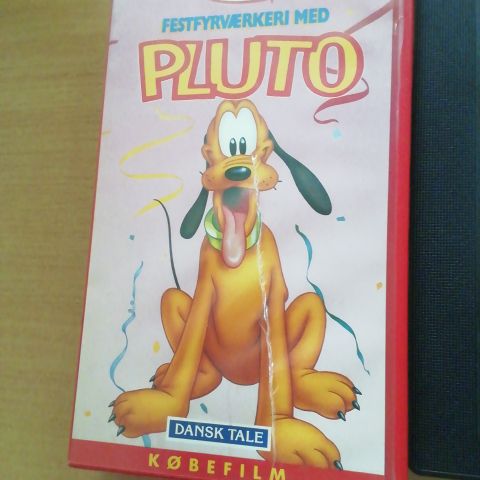 FESTFYRVÆRKERI MED
PLUTO
DANSK TALE
KØBEFILM